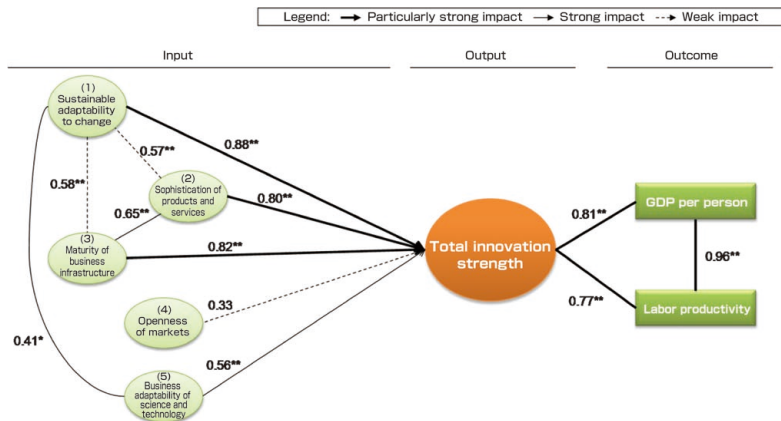 Legend: Particularly strong impact Strong impact Weak impact
Input Output Outcome
(1)
Sustainable
adaptability
to change
0.88**
0.57**
0.58**
(2)
Sophistication of
products and
services
0.80**
0.65**
(3)
Maturity of
business
infrastructure
0.82**
Total innovation
strength
0.81**
GDP per person
0.96**
0.77**
Labor productivity
(4)
Openness
of markets
0.33
0.41*
0.56**
(5)
Business
adaptability of
science and
technology